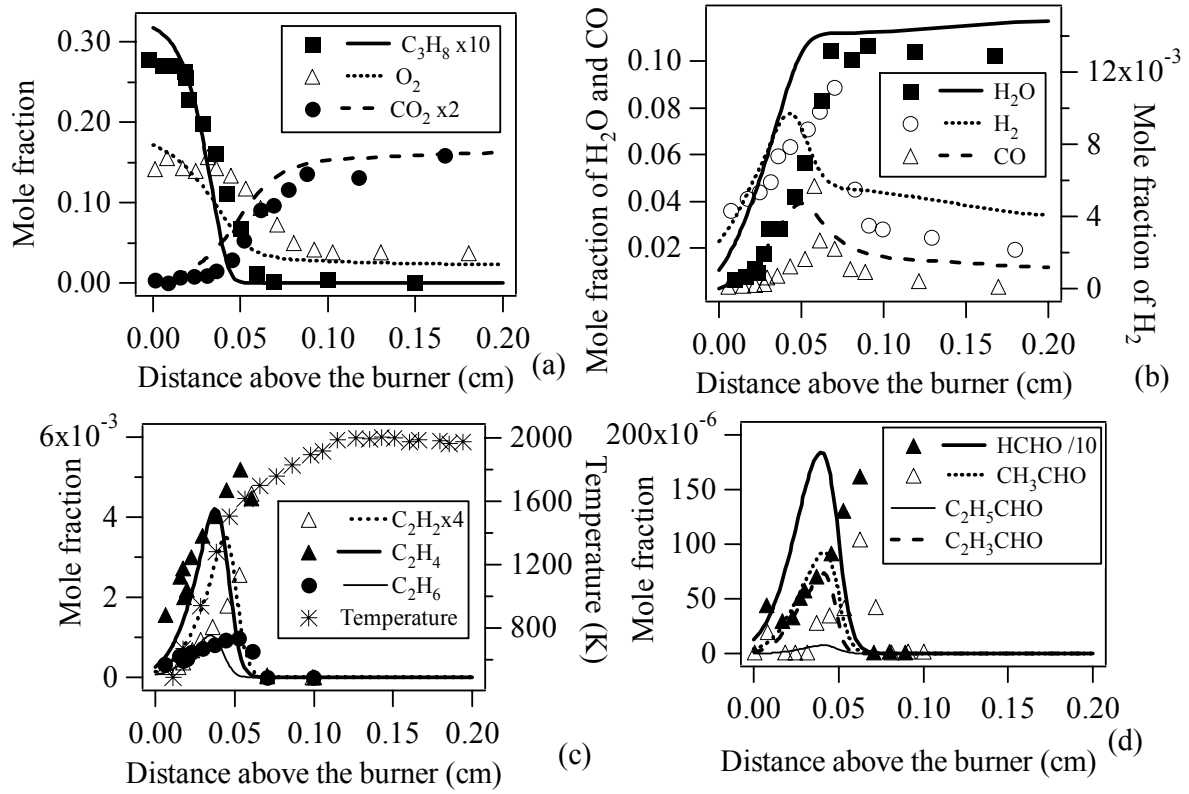 0.30
0.20
0.10
0.00
Mole fraction
C₃H₈ x10
O₂
CO₂ x2
0.00 0.05 0.10 0.15 0.20
Distance above the burner (cm)
(a)
Mole fraction of H₂O and CO
0.10
0.08
0.06
0.04
0.02
H₂O
H₂
CO
12x10⁻³
8
4
0
Mole fraction of H₂
0.00 0.05 0.10 0.15 0.20
Distance above the burner (cm)
(b)
6x10⁻³
4
2
0
Mole fraction
C₂H₂x4
C₂H₄
C₂H₆
Temperature
2000
1600
1200
800
Temperature (K)
0.00 0.05 0.10 0.15 0.20
Distance above the burner (cm)
(c)
200x10⁻⁶
150
100
50
0
Mole fraction
HCHO /10
CH₃CHO
C₂H₅CHO
C₂H₃CHO
0.00 0.05 0.10 0.15 0.20
Distance above the burner (cm)
(d)